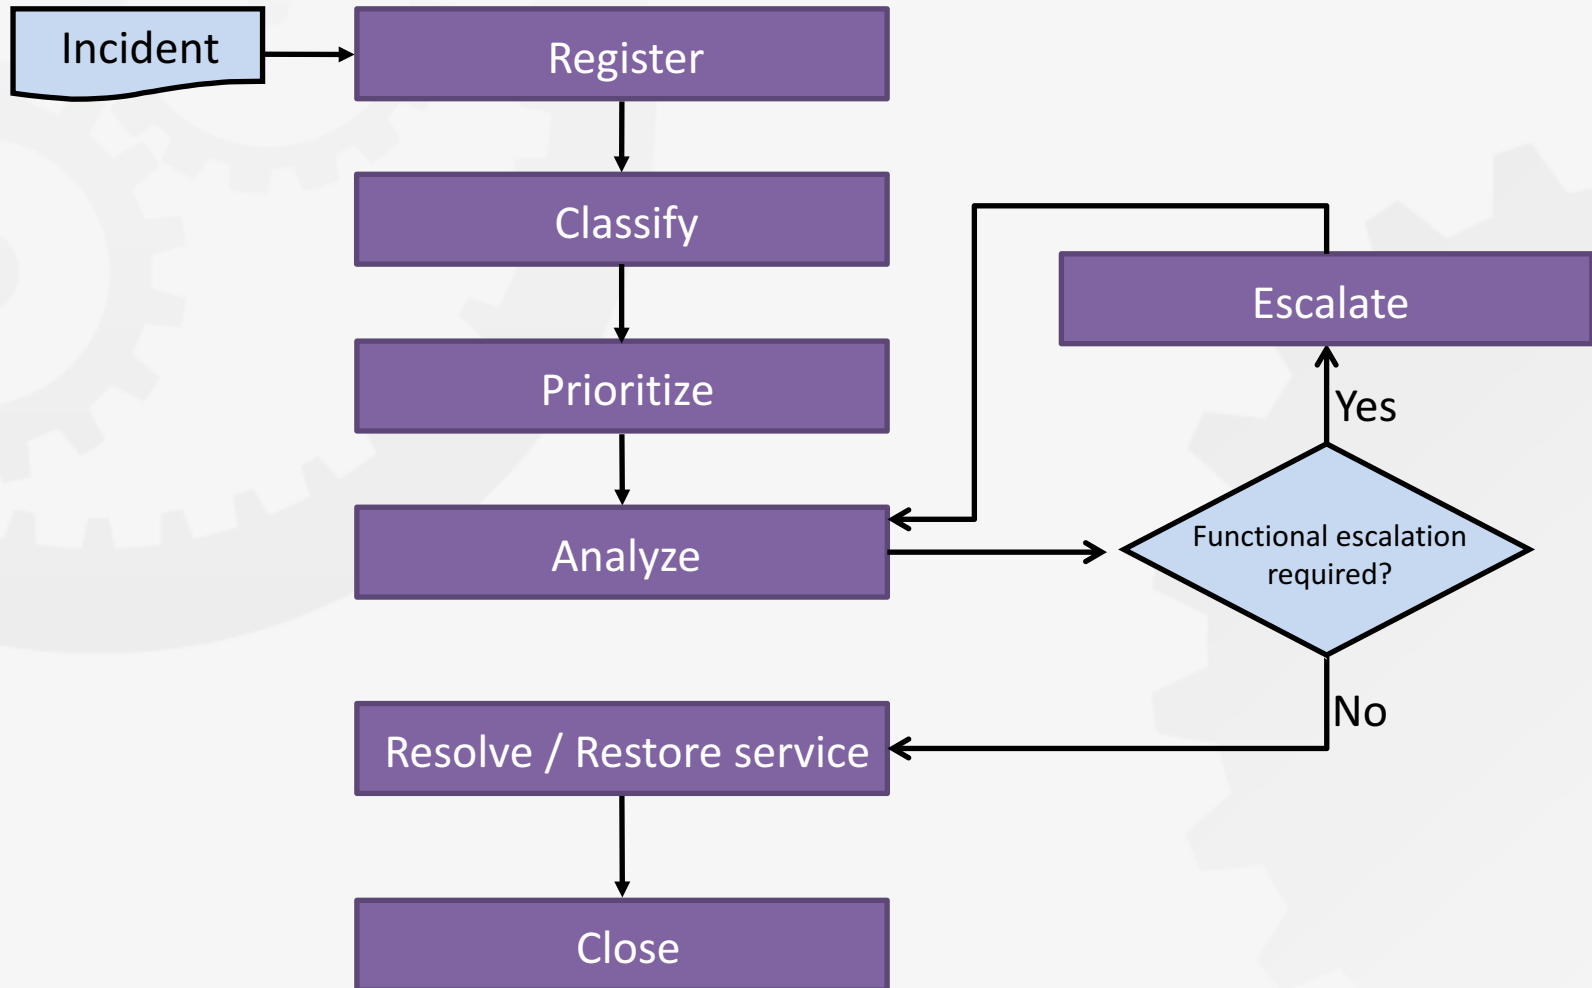 Incident
Register
Classify
Prioritize
Analyze
Escalate
Yes
Functional escalation
required?
No
Resolve / Restore service
Close